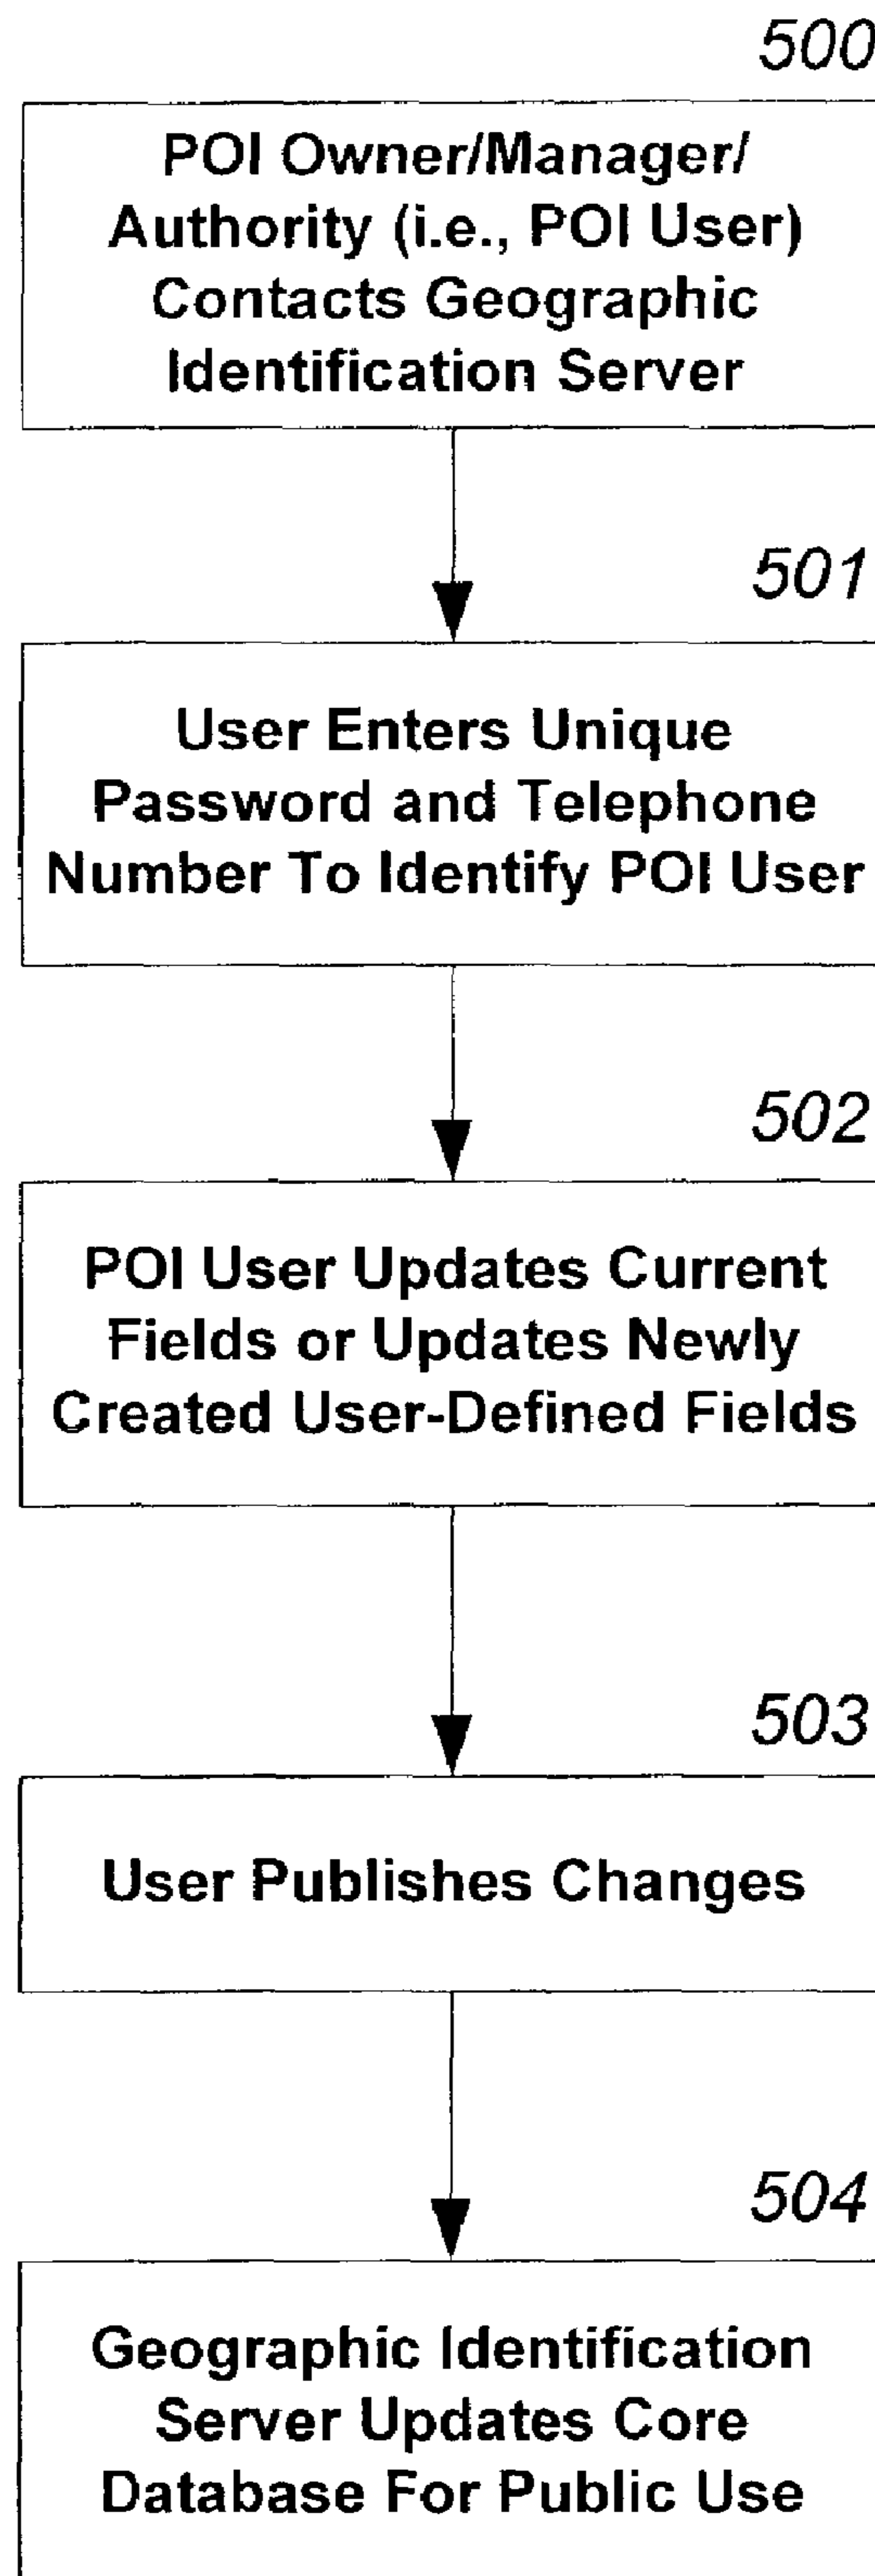 500
POI Owner/Manager/
Authority (i.e., POI User)
Contacts Geographic
Identification Server
501
User Enters Unique
Password and Telephone
Number To Identify POI User
502
POI User Updates Current
Fields or Updates Newly
Created User-Defined Fields
503
User Publishes Changes
504
Geographic Identification
Server Updates Core
Database For Public Use